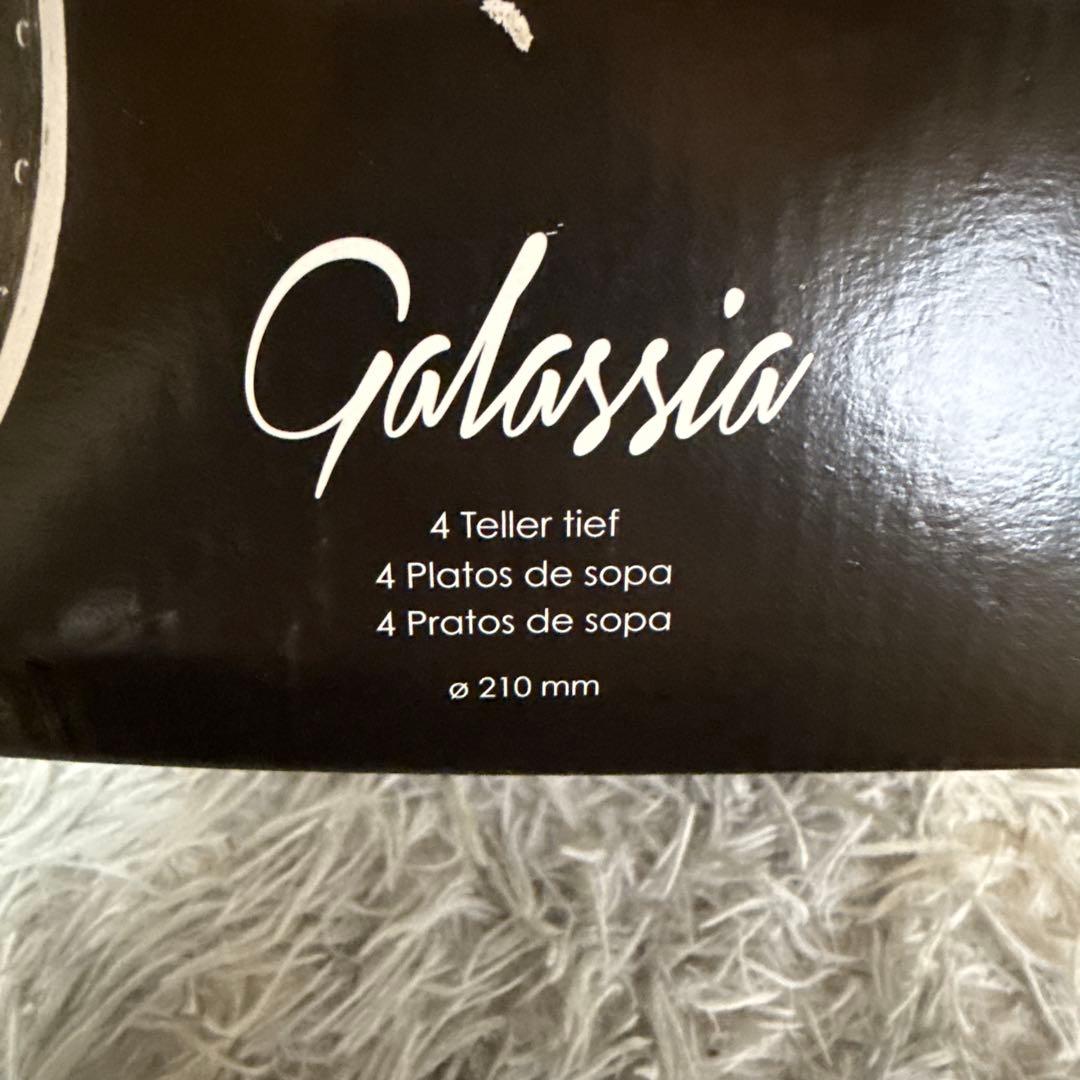 Galassia
4 Teller tief
4 Platos de sopa
4 Pratos de sopa
ø 210 mm